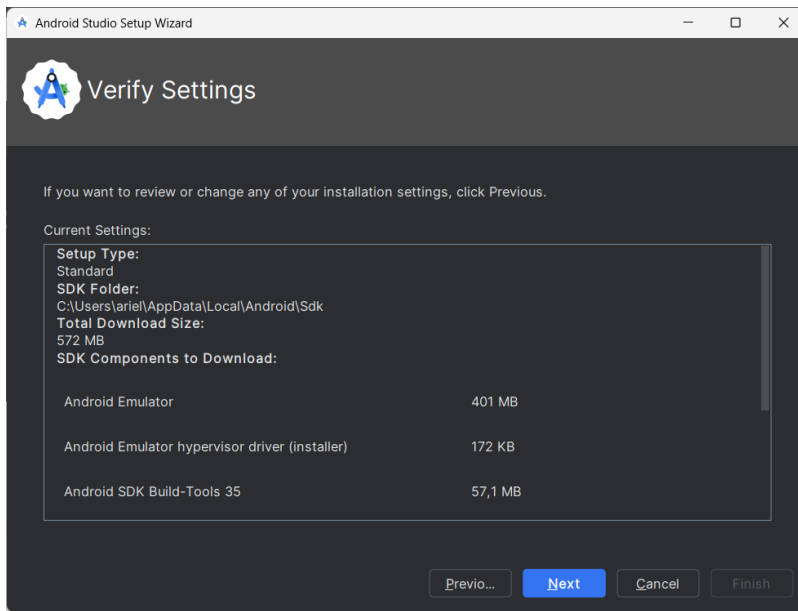 Android Studio Setup Wizard
Verify Settings
If you want to review or change any of your installation settings, click Previous.
Current Settings:
Setup Type:
Standard
SDK Folder:
C:\Users\ariel\AppData\Local\Android\Sdk
Total Download Size:
572 MB
SDK Components to Download:
Android Emulator 401 MB
Android Emulator hypervisor driver (installer) 172 KB
Android SDK Build-Tools 35 57,1 MB
Previo... Next Cancel Finish